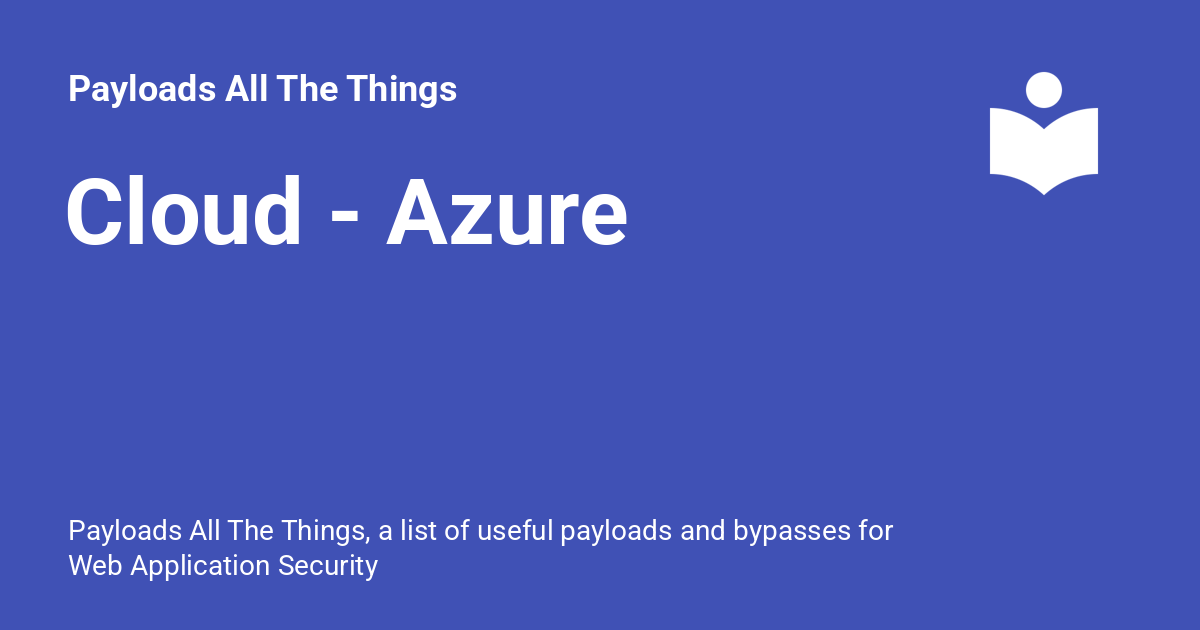 Payloads All The Things
Cloud - Azure
Payloads All The Things, a list of useful payloads and bypasses for
Web Application Security